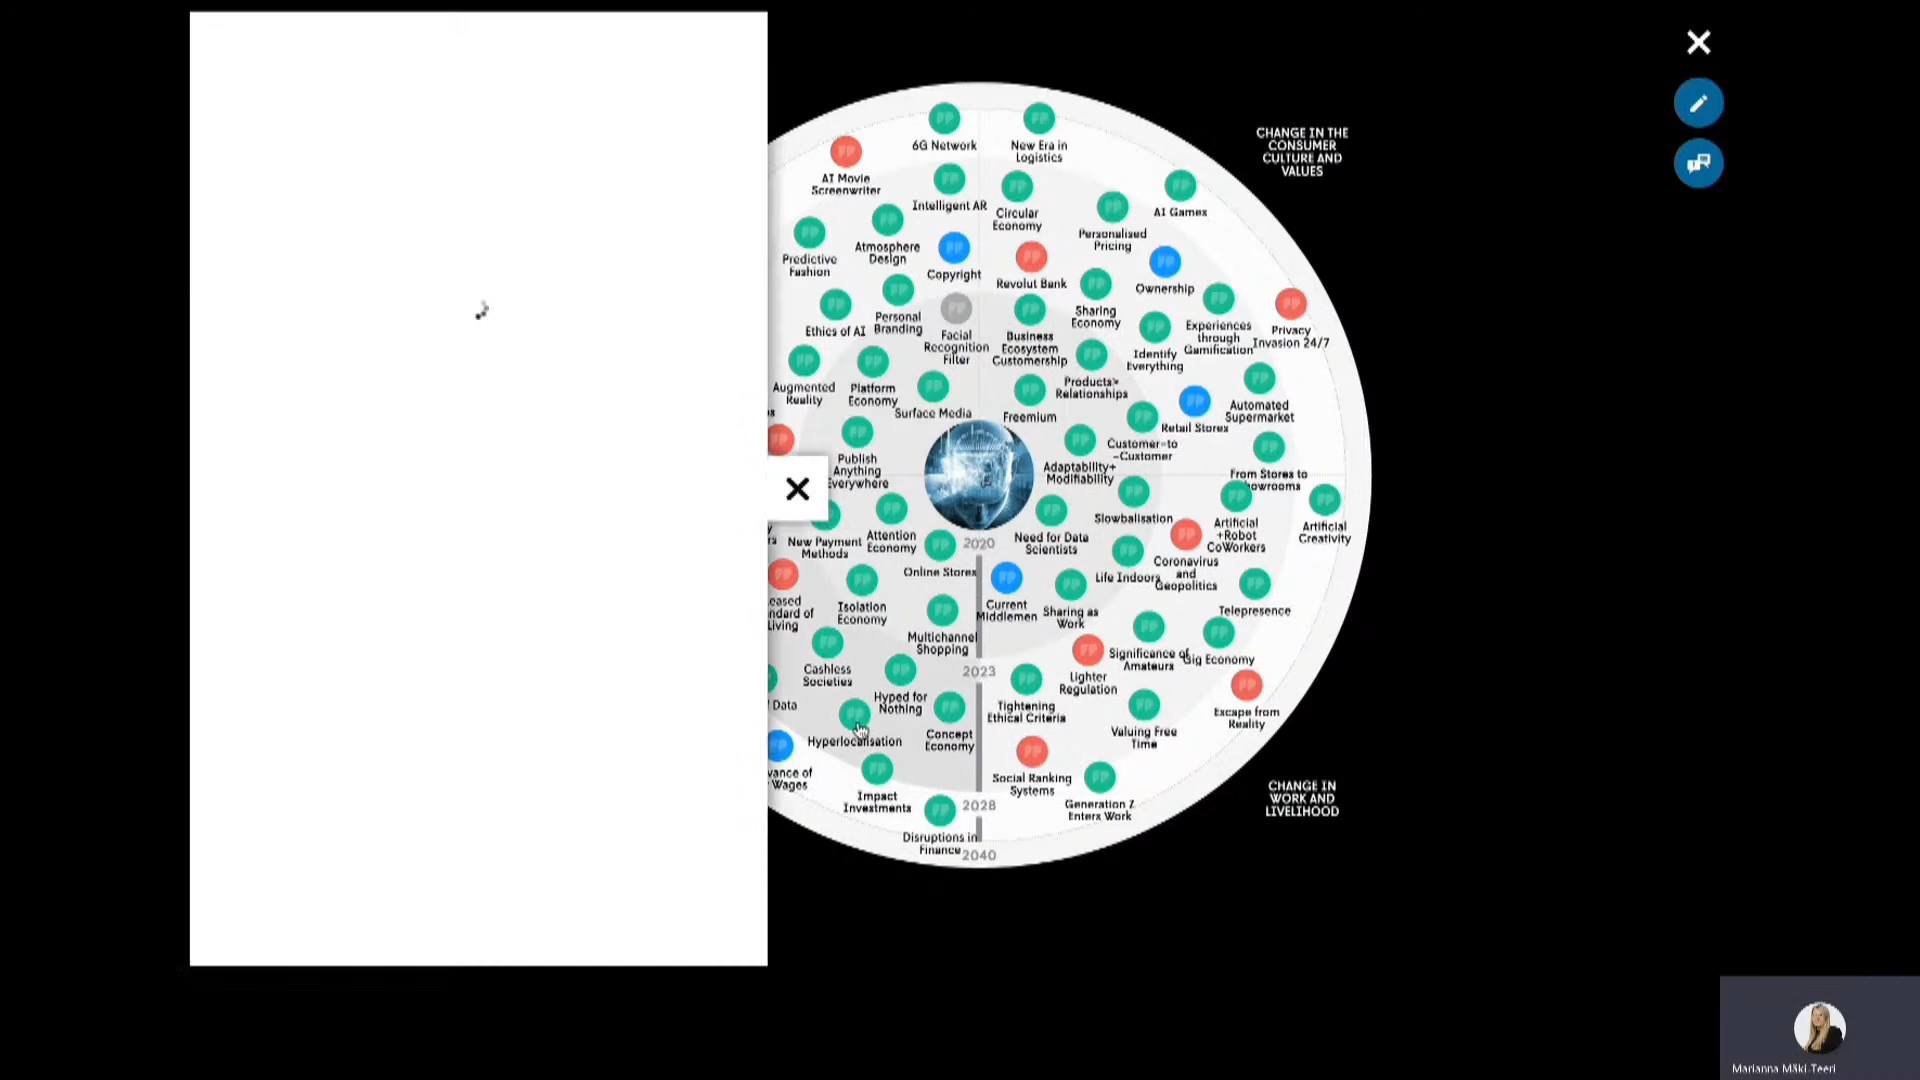 CHANGE IN THE
CONSUMER
CULTURE AND
VALUES
6G Network
New Era in
Logistics
AI Movie
Screenwriter
Intelligent AR
Circular
Economy
AI Games
Personalised
Pricing
Atmosphere
Design
Predictive
Fashion
Copyright
Revolut Bank
Ownership
Sharing
Economy
Personal
Branding
Ethics of AI
Facial
Recognition
Filter
Business
Ecosystem
Customership
Identify
Everything
Experiences
through
Gamification
Privacy
Invasion 24/7
Augmented
Reality
Platform
Economy
Surface Media
Freemium
Products>
Relationships
Retail Stores
Automated
Supermarket
Customer-to
-Customer
Publish
Anything
Everywhere
Adaptability+
Modifiability
From Stores to
Showrooms
New Payment
Methods
Attention
Economy
Online Stores
2020
Need for Data
Scientists
Slowbalisation
Artificial
+Robot
CoWorkers
Artificial
Creativity
Life Indoors
Coronavirus
and
Geopolitics
Isolation
Economy
eased
ndard of
Living
Current
Middlemen
Sharing as
Work
Telepresence
Multichannel
Shopping
Cashless
Societies
2023
Significance of
Amateurs
Gig Economy
Lighter
Regulation
Data
Hyped for
Nothing
Tightening
Ethical Criteria
Escape from
Reality
Hyperlocalisation
Concept
Economy
Valuing Free
Time
vance of
Wages
Impact
Investments
2028
Social Ranking
Systems
Generation Z
Enters Work
CHANGE IN
WORK AND
LIVELIHOOD
Disruptions in
Finance
2040
Marianna Mäki-Teeri